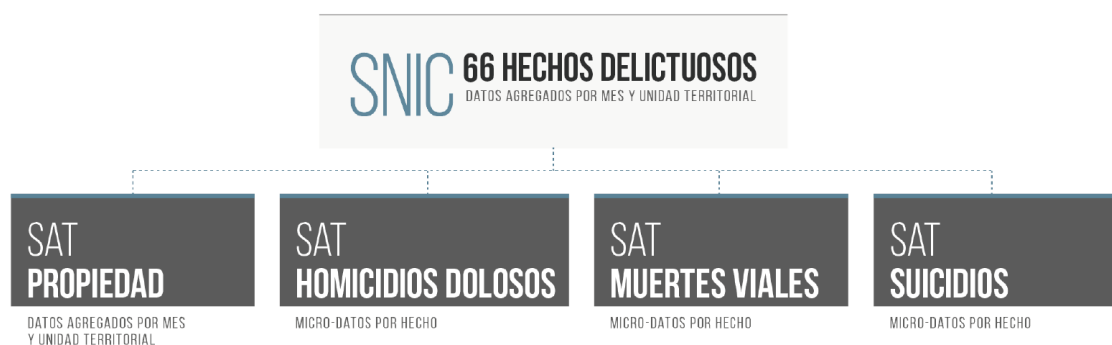 SNIC
66 HECHOS DELICTUOSOS
DATOS AGREGADOS POR MES Y UNIDAD TERRITORIAL
SAT
PROPIEDAD
DATOS AGREGADOS POR MES
Y UNIDAD TERRITORIAL
SAT
HOMICIDIOS DOLOSOS
MICRO-DATOS POR HECHO
SAT
MUERTES VIALES
MICRO-DATOS POR HECHO
SAT
SUICIDIOS
MICRO-DATOS POR HECHO